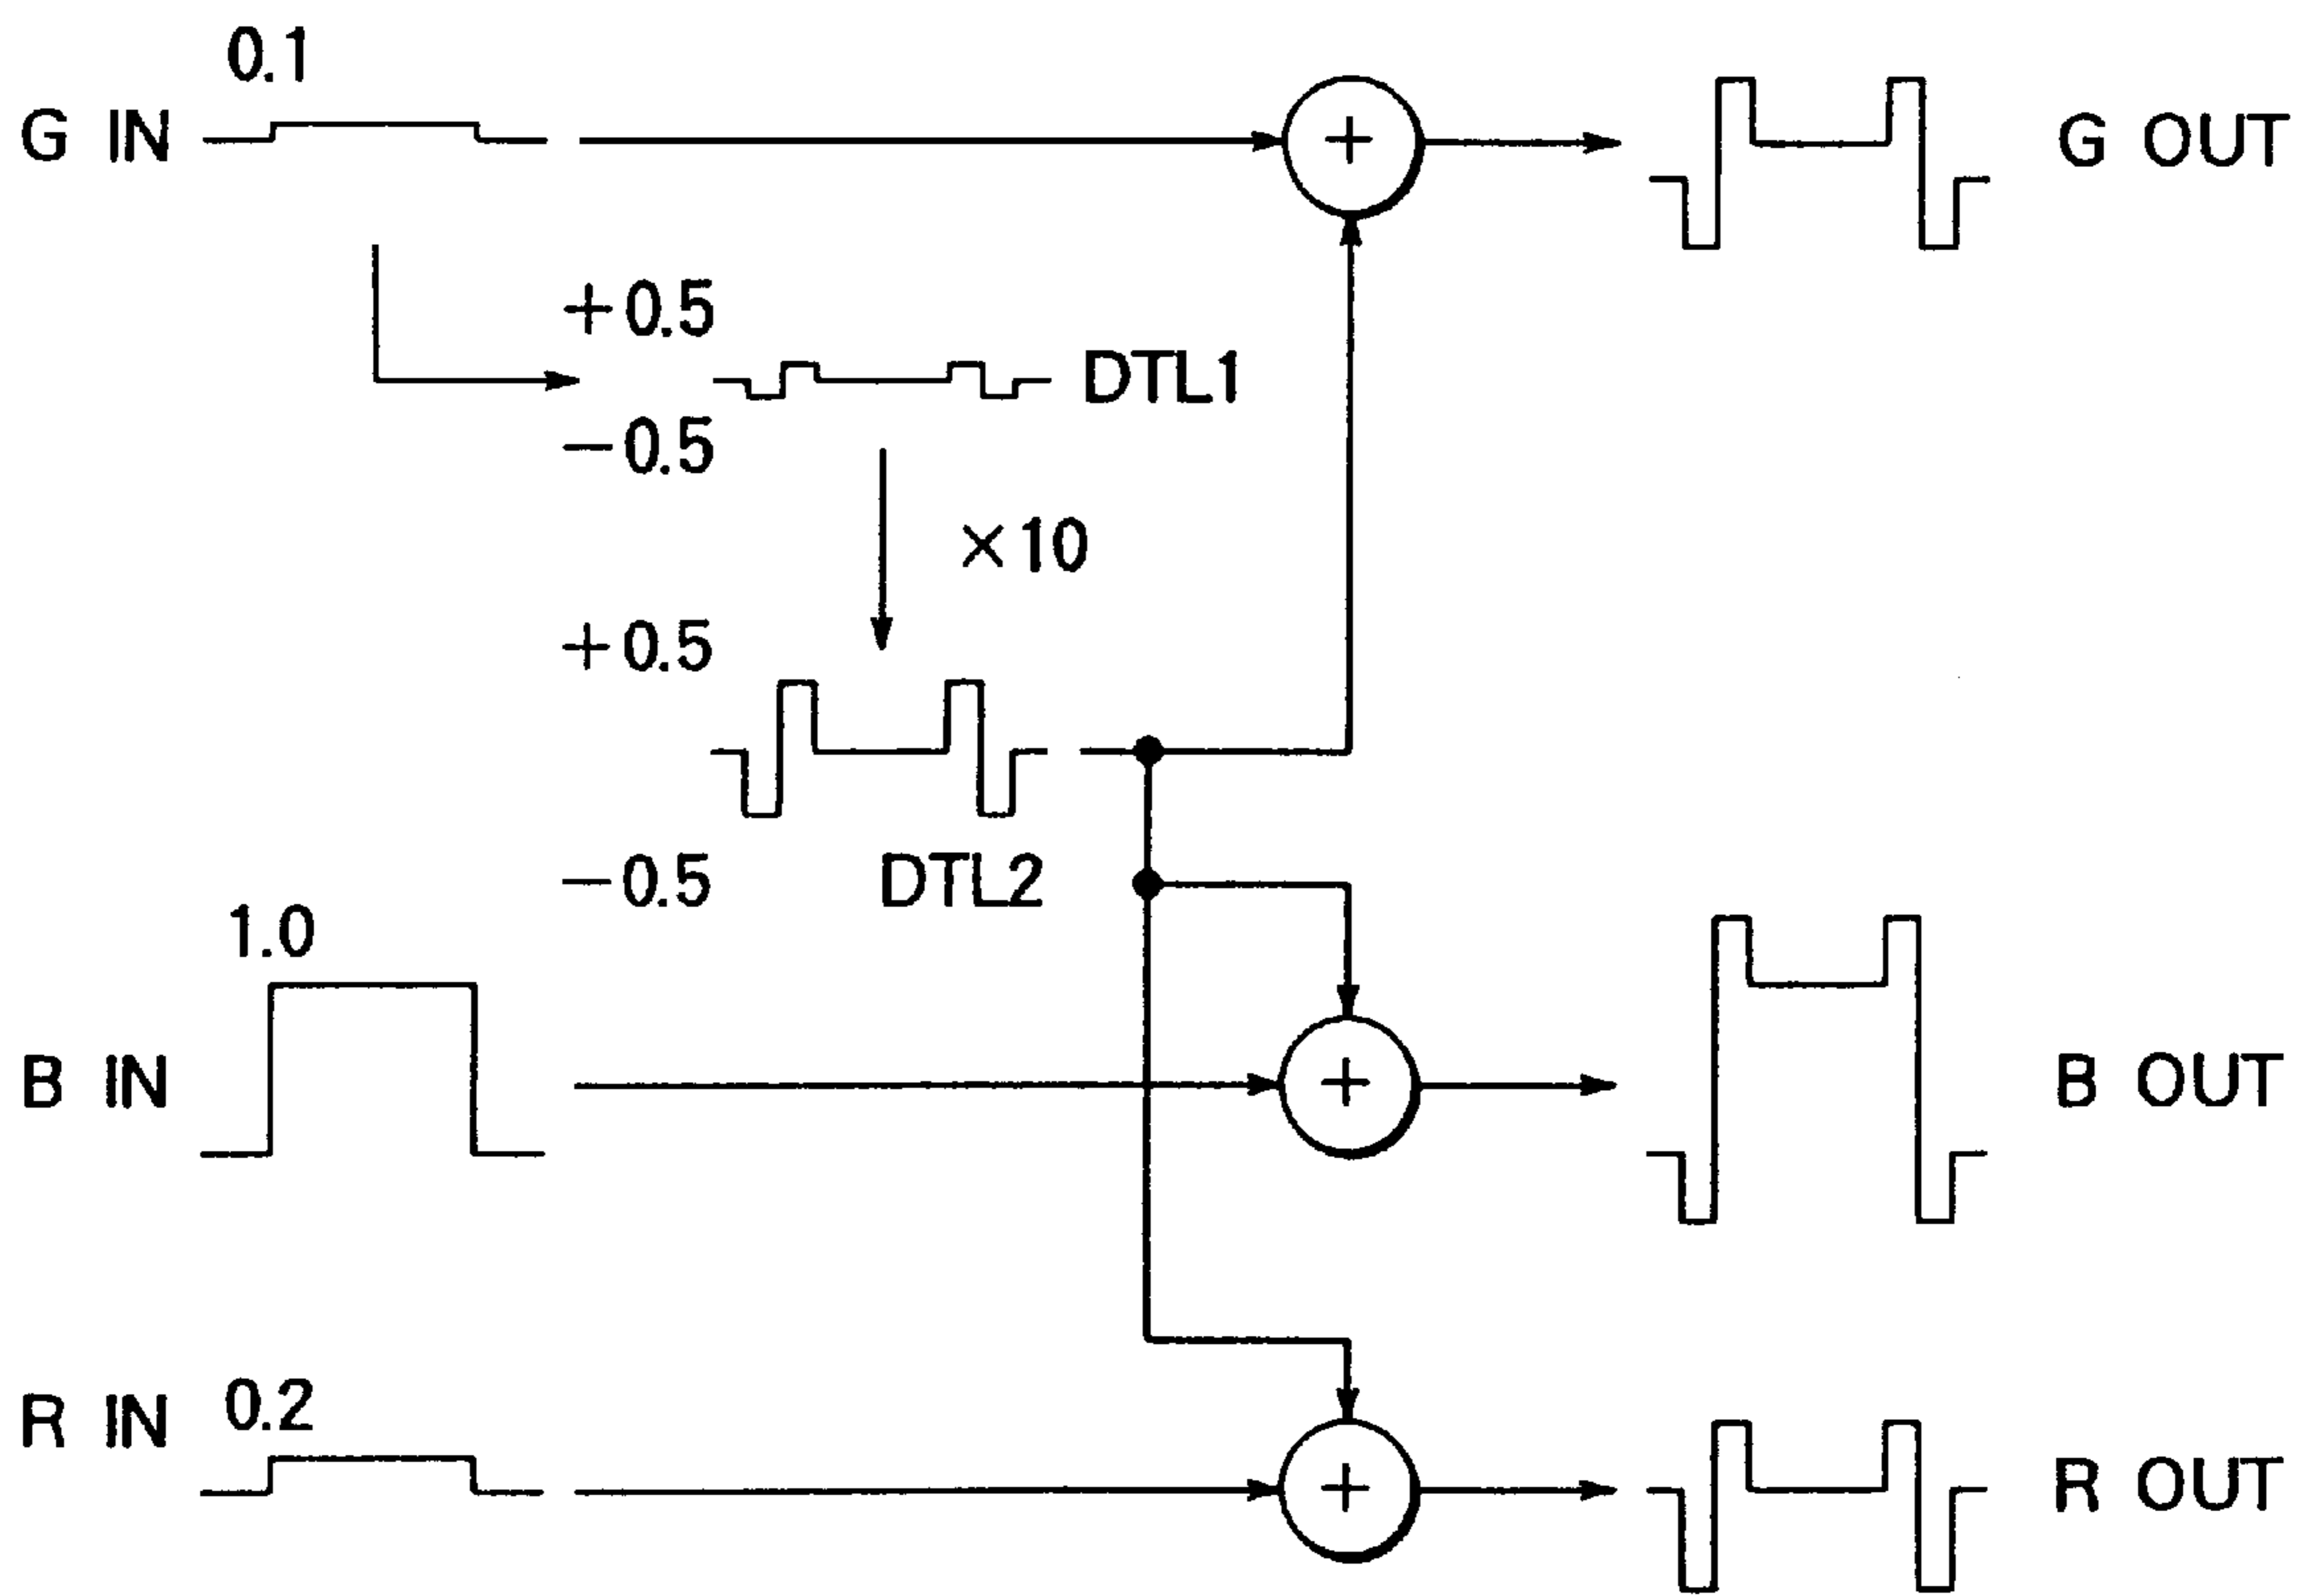 0.1
G IN
+
G OUT
+0.5
DTL1
−0.5
×10
+0.5
−0.5
DTL2
1.0
B IN
+
B OUT
0.2
R IN
+
R OUT